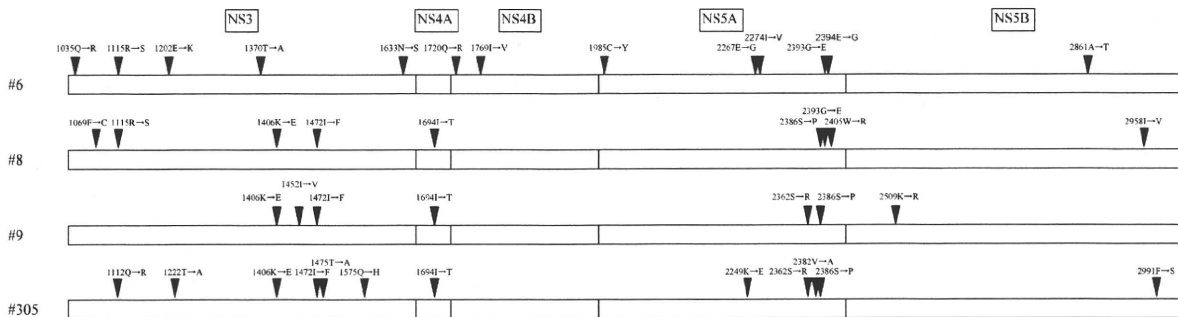 NS3 NS4A NS4B NS5A NS5B
2274I→V 2394E→G
1035Q→R 1115R→S 1202E→K 1370T→A 1633N→S 1720Q→R 1769I→V 1985C→Y 2267E→G 2393G→E 2861A→T
#6
2393G→E
1069F→C 1115R→S 1406K→E 1472I→F 1694I→T 2386S→P 2405W→R 2958I→V
#8
1452I→V
1406K→E 1472I→F 1694I→T 2362S→R 2386S→P 2509K→R
#9
1475T→A 2382V→A
1112Q→R 1222T→A 1406K→E 1472I→F 1575Q→H 1694I→T 2249K→E 2362S→R 2386S→P 2991F→S
#305